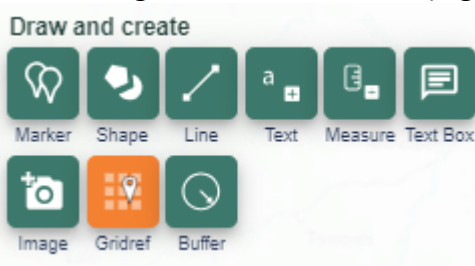 Draw and create
Marker Shape Line Text Measure Text Box
Image Gridref Buffer